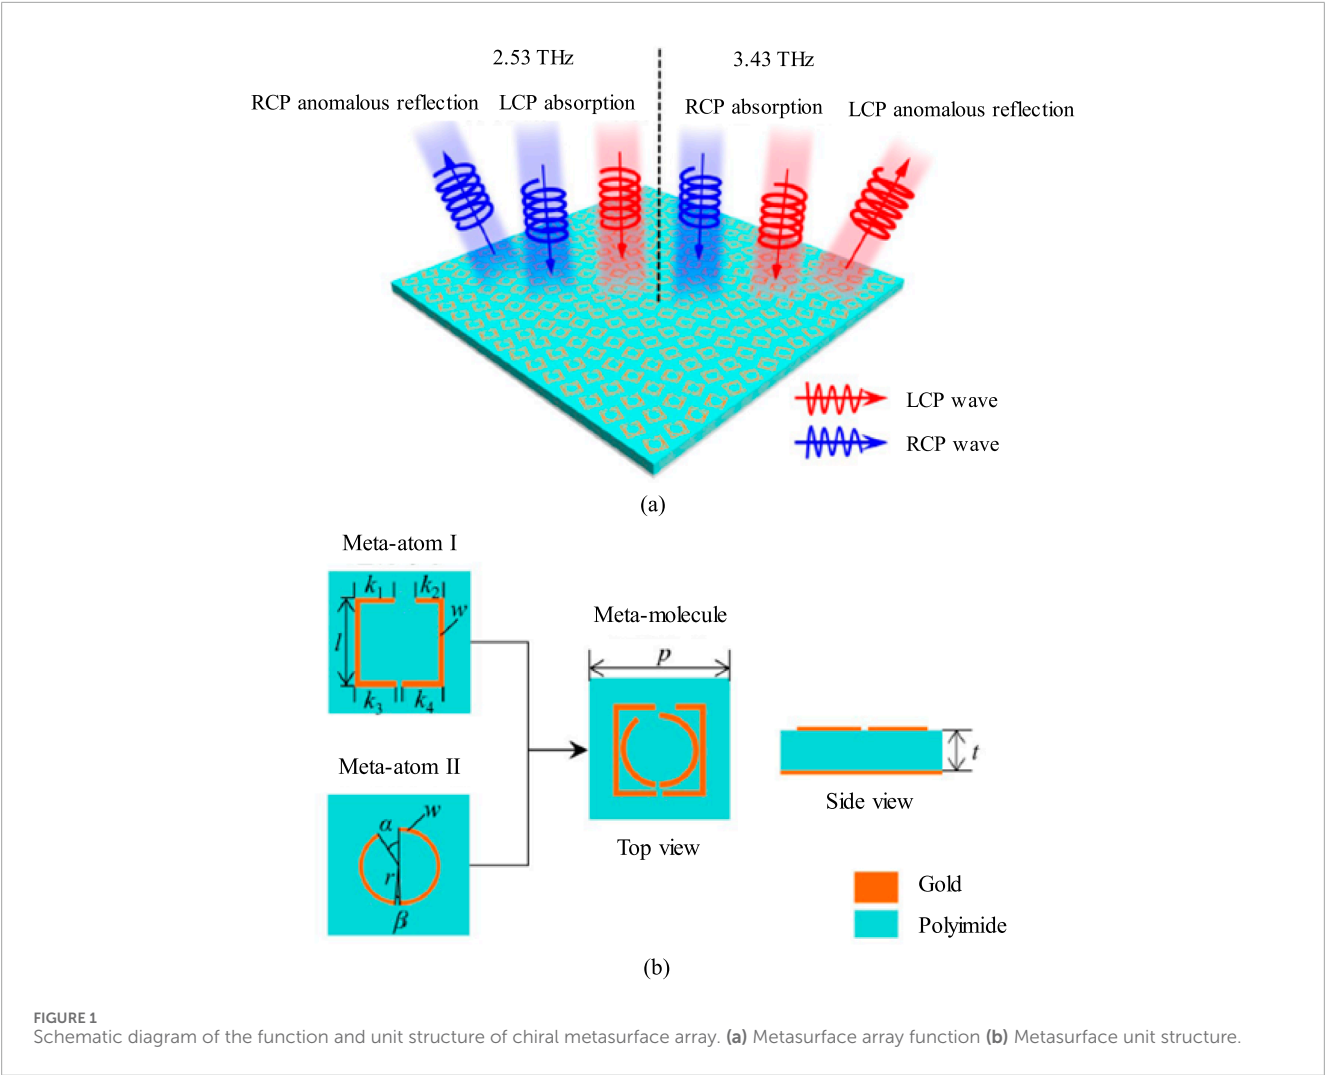 2.53 THz
3.43 THz
RCP anomalous reflection
LCP absorption
RCP absorption
LCP anomalous reflection
LCP wave
RCP wave
(a)
Meta-atom I
k1
k2
w
l
k3
k4
Meta-molecule
p
Top view
t
Side view
Meta-atom II
α
w
r
β
Gold
Polyimide
(b)
FIGURE 1
Schematic diagram of the function and unit structure of chiral metasurface array. (a) Metasurface array function (b) Metasurface unit structure.